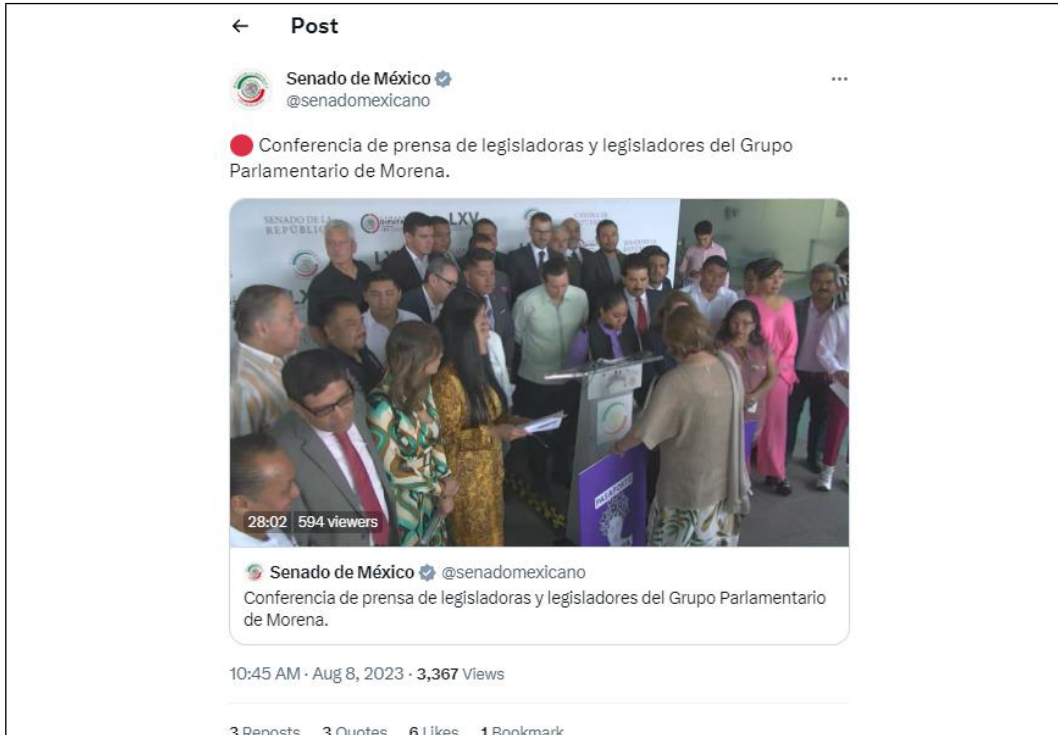 Post
Senado de México
@senadomexicano
Conferencia de prensa de legisladoras y legisladores del Grupo
Parlamentario de Morena.
SENADO DE LA
REPÚBLICA
LXV
PASAPORTE
28:02 594 viewers
Senado de México @senadomexicano
Conferencia de prensa de legisladoras y legisladores del Grupo Parlamentario
de Morena.
10:45 AM · Aug 8, 2023 · 3,367 Views
3 Reposts 3 Quotes 6 Likes 1 Bookmark